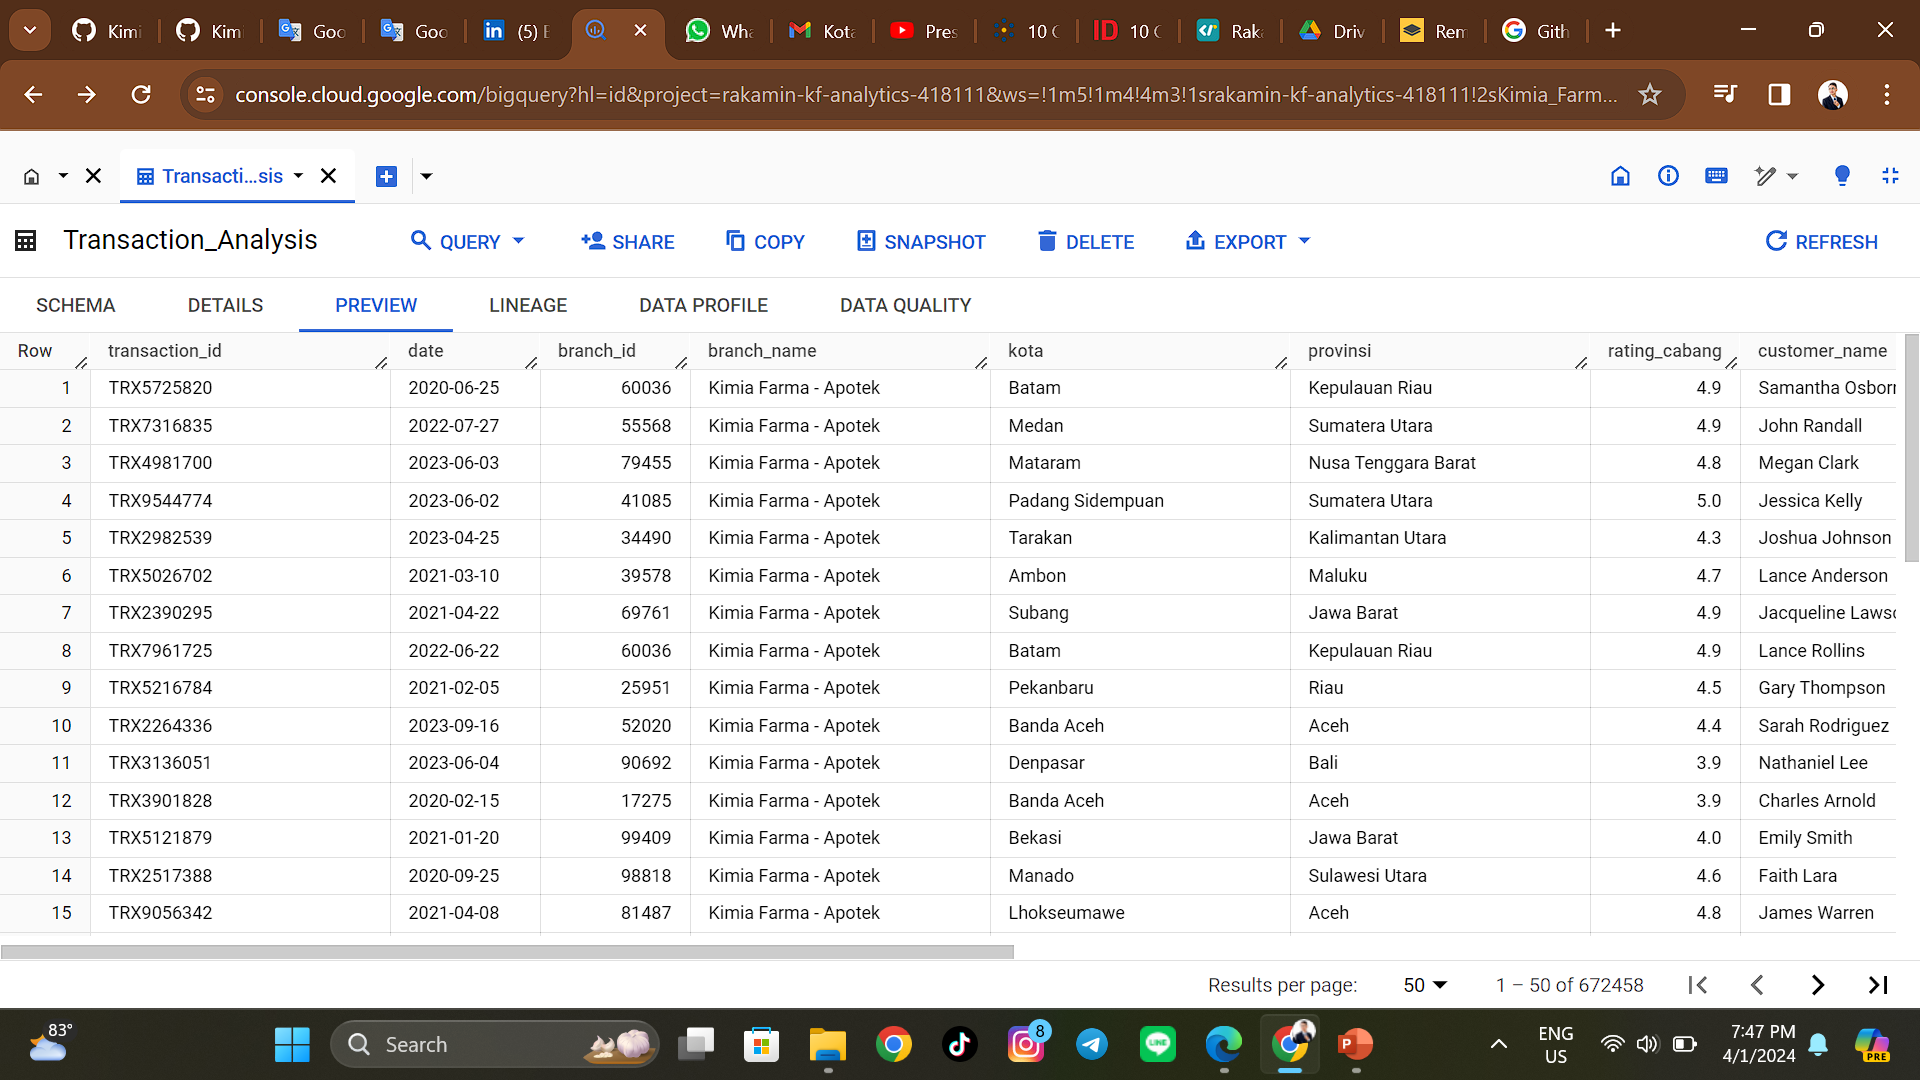 Kimi
Kim
Goo
Goo
(5) E
Wha
Kota
Pres
10 C
ID 10 C
Rak
Driv
Rem
Gith
console.cloud.google.com/bigquery?hl=id&project=rakamin-kf-analytics-418111&ws=!1m5!1m4!4m3!1srakamin-kf-analytics-418111!2sKimia_Farm...
Transacti...sis
Transaction_Analysis QUERY SHARE COPY SNAPSHOT DELETE EXPORT REFRESH
SCHEMA DETAILS PREVIEW LINEAGE DATA PROFILE DATA QUALITY
Row transaction_id date branch_id branch_name kota provinsi rating_cabang customer_name
1 TRX5725820 2020-06-25 60036 Kimia Farma - Apotek Batam Kepulauan Riau 4.9 Samantha Osborn
2 TRX7316835 2022-07-27 55568 Kimia Farma - Apotek Medan Sumatera Utara 4.9 John Randall
3 TRX4981700 2023-06-03 79455 Kimia Farma - Apotek Mataram Nusa Tenggara Barat 4.8 Megan Clark
4 TRX9544774 2023-06-02 41085 Kimia Farma - Apotek Padang Sidempuan Sumatera Utara 5.0 Jessica Kelly
5 TRX2982539 2023-04-25 34490 Kimia Farma - Apotek Tarakan Kalimantan Utara 4.3 Joshua Johnson
6 TRX5026702 2021-03-10 39578 Kimia Farma - Apotek Ambon Maluku 4.7 Lance Anderson
7 TRX2390295 2021-04-22 69761 Kimia Farma - Apotek Subang Jawa Barat 4.9 Jacqueline Laws
8 TRX7961725 2022-06-22 60036 Kimia Farma - Apotek Batam Kepulauan Riau 4.9 Lance Rollins
9 TRX5216784 2021-02-05 25951 Kimia Farma - Apotek Pekanbaru Riau 4.5 Gary Thompson
10 TRX2264336 2023-09-16 52020 Kimia Farma - Apotek Banda Aceh Aceh 4.4 Sarah Rodriguez
11 TRX3136051 2023-06-04 90692 Kimia Farma - Apotek Denpasar Bali 3.9 Nathaniel Lee
12 TRX3901828 2020-02-15 17275 Kimia Farma - Apotek Banda Aceh Aceh 3.9 Charles Arnold
13 TRX5121879 2021-01-20 99409 Kimia Farma - Apotek Bekasi Jawa Barat 4.0 Emily Smith
14 TRX2517388 2020-09-25 98818 Kimia Farma - Apotek Manado Sulawesi Utara 4.6 Faith Lara
15 TRX9056342 2021-04-08 81487 Kimia Farma - Apotek Lhokseumawe Aceh 4.8 James Warren
Results per page: 50 1 – 50 of 672458
83°
Search
8
ENG
US
7:47 PM
4/1/2024
PRE